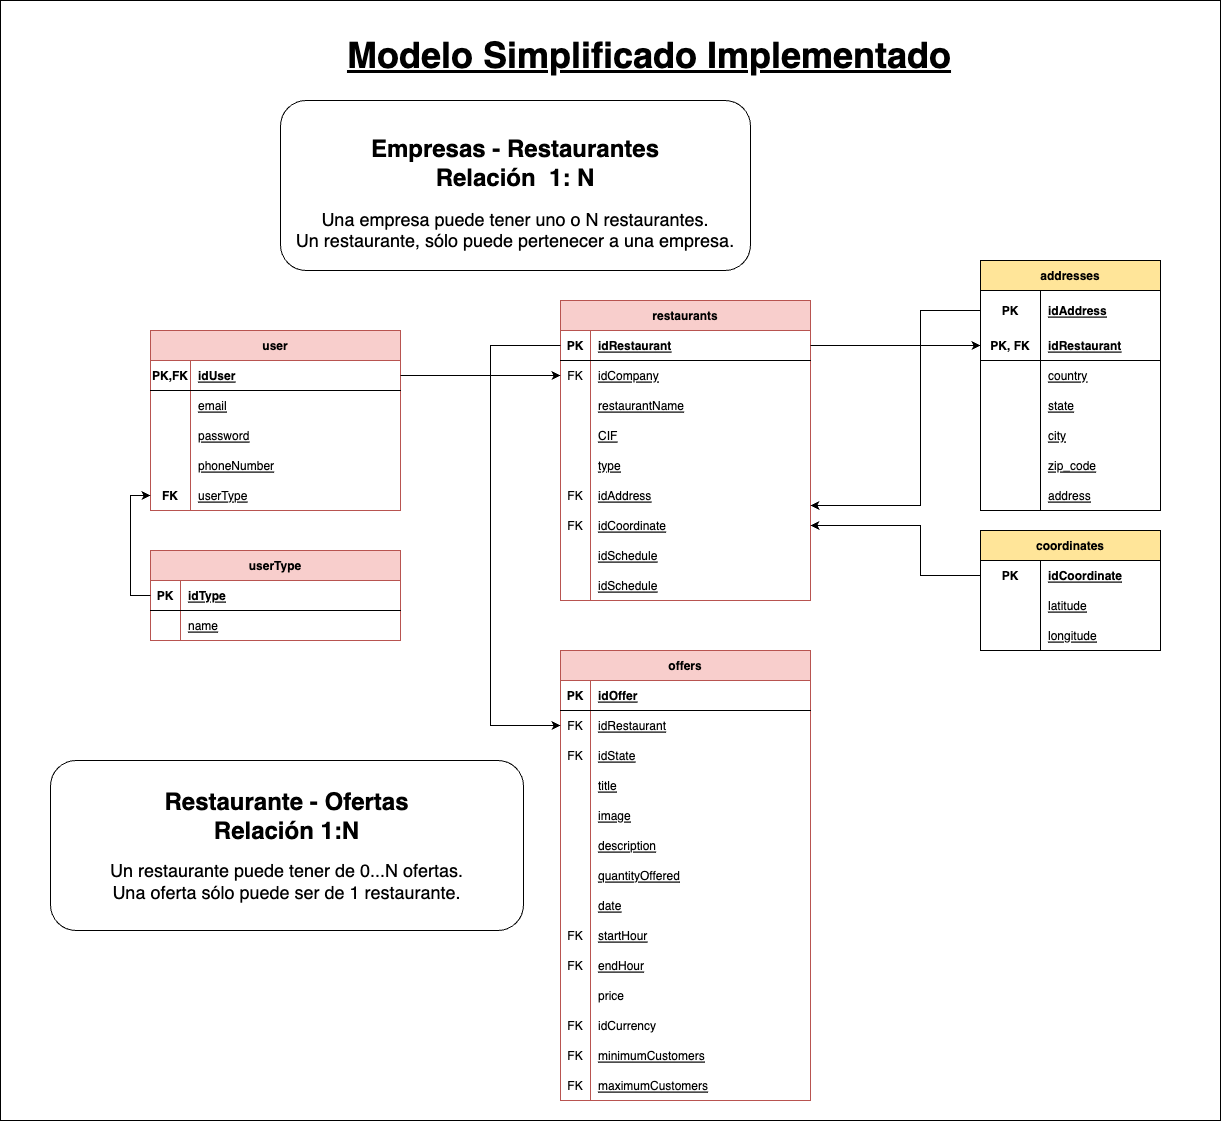 Modelo Simplificado Implementado
Empresas - Restaurantes
Relación 1: N
Una empresa puede tener uno o N restaurantes.
Un restaurante, sólo puede pertenecer a una empresa.
user
PK,FK idUser
email
password
phoneNumber
FK userType
userType
PK idType
name
restaurants
PK idRestaurant
FK idCompany
restaurantName
CIF
type
FK idAddress
FK idCoordinate
idSchedule
idSchedule
addresses
PK idAddress
PK, FK idRestaurant
country
state
city
zip_code
address
coordinates
PK idCoordinate
latitude
longitude
offers
PK idOffer
FK idRestaurant
FK idState
title
image
description
quantityOffered
date
FK startHour
FK endHour
price
FK idCurrency
FK minimumCustomers
FK maximumCustomers
Restaurante - Ofertas
Relación 1:N
Un restaurante puede tener de 0...N ofertas.
Una oferta sólo puede ser de 1 restaurante.